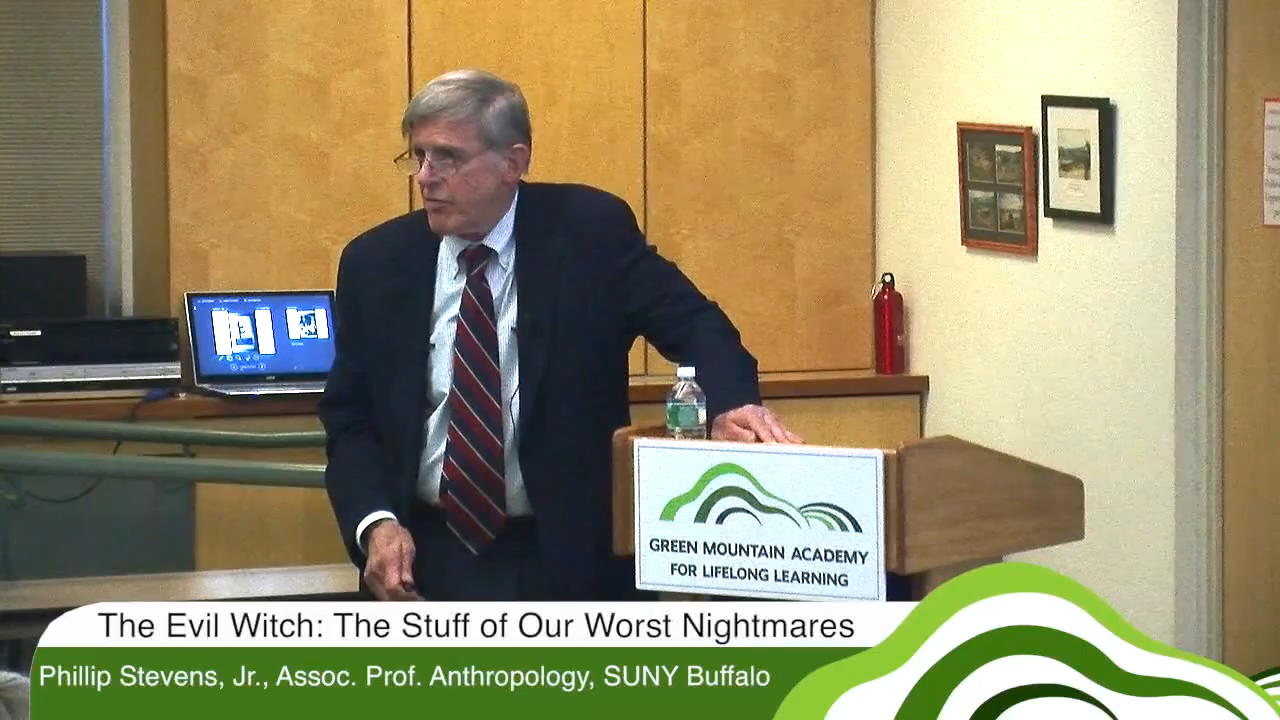 GREEN MOUNTAIN ACADEMY
FOR LIFELONG LEARNING
The Evil Witch: The Stuff of Our Worst Nightmares
Phillip Stevens, Jr., Assoc. Prof. Anthropology, SUNY Buffalo